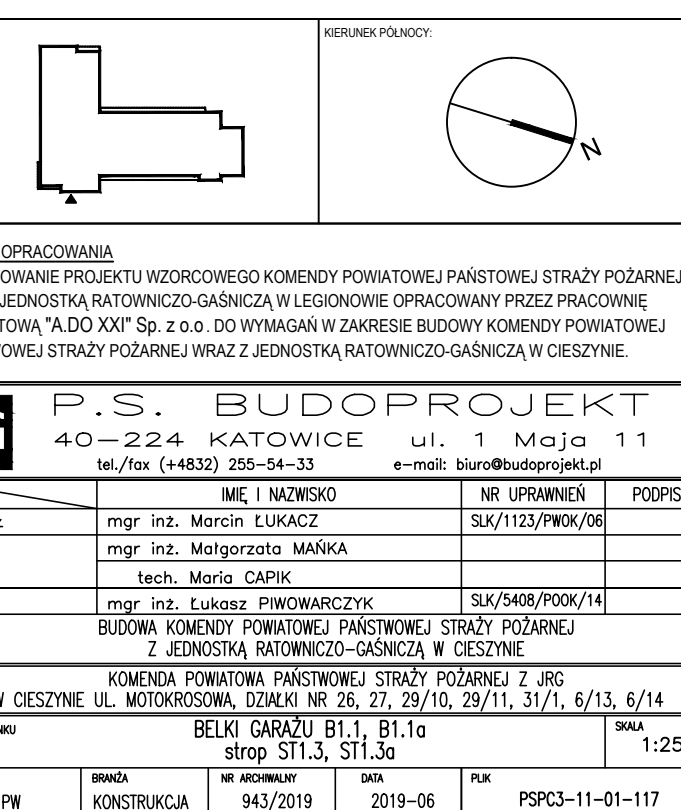 KIERUNEK PÓŁNOCY:
N
OPRACOWANIA
OWANIE PROJEKTU WZORCOWEGO KOMENDY POWIATOWEJ PAŃSTOWEJ STRAŻY POŻARNEJ
JEDNOSTKĄ RATOWNICZO-GAŚNICZĄ W LEGIONOWIE OPRACOWANY PRZEZ PRACOWNIĘ
TOWĄ "A.DO XXI" Sp. z o.o. DO WYMAGAŃ W ZAKRESIE BUDOWY KOMENDY POWIATOWEJ
OWEJ STRAŻY POŻARNEJ WRAZ Z JEDNOSTKĄ RATOWNICZO-GAŚNICZĄ W CIESZYNIE.
P.S. BUDOPROJEKT
40-224 KATOWICE ul. 1 Maja 11
tel./fax (+4832) 255-54-33 e-mail: biuro@budoprojekt.pl
IMIĘ I NAZWISKO NR UPRAWNIEŃ PODPIS
mgr inż. Marcin ŁUKACZ SLK/1123/PWOK/06
mgr inż. Małgorzata MAŃKA
tech. Maria CAPIK
mgr inż. Łukasz PIWOWARCZYK SLK/5408/POOK/14
BUDOWA KOMENDY POWIATOWEJ PAŃSTWOWEJ STRAŻY POŻARNEJ
Z JEDNOSTKĄ RATOWNICZO-GAŚNICZĄ W CIESZYNIE
KOMENDA POWIATOWA PAŃSTWOWEJ STRAŻY POŻARNEJ Z JRG
W CIESZYNIE UL. MOTOKROSOWA, DZIAŁKI NR 26, 27, 29/10, 29/11, 31/1, 6/13, 6/14
NKU BELKI GARAŻU B1.1, B1.1a SKALA
strop ST1.3, ST1.3a 1:25
BRANŻA NR ARCHIWALNY DATA PLIK
PW KONSTRUKCJA 943/2019 2019-06 PSPC3-11-01-117